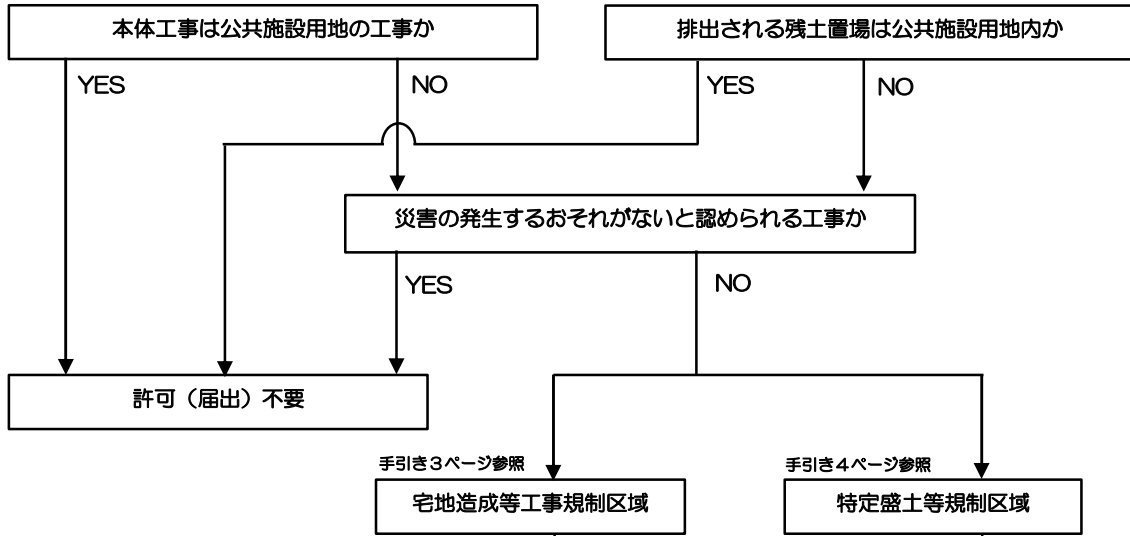 本体工事は公共施設用地の工事か
排出される残土置場は公共施設用地内か
YES
NO
YES
NO
災害の発生するおそれがないと認められる工事か
YES
NO
許可（届出）不要
手引き３ページ参照
手引き４ページ参照
宅地造成等工事規制区域
特定盛土等規制区域